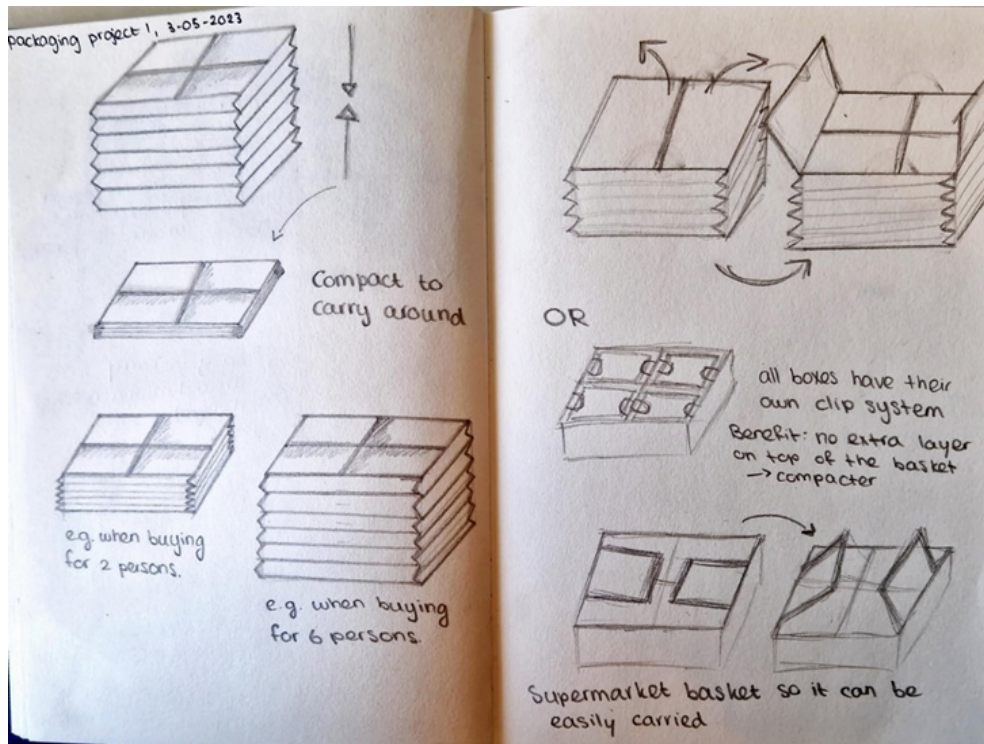 packaging project 1, 3-05-2023
Compact to
carry around
e.g. when buying
for 2 persons.
e.g. when buying
for 6 persons.
OR
all boxes have their
own clip system
Benefit: no extra layer
on top of the basket
→ compacter
Supermarket basket so it can be
easily carried